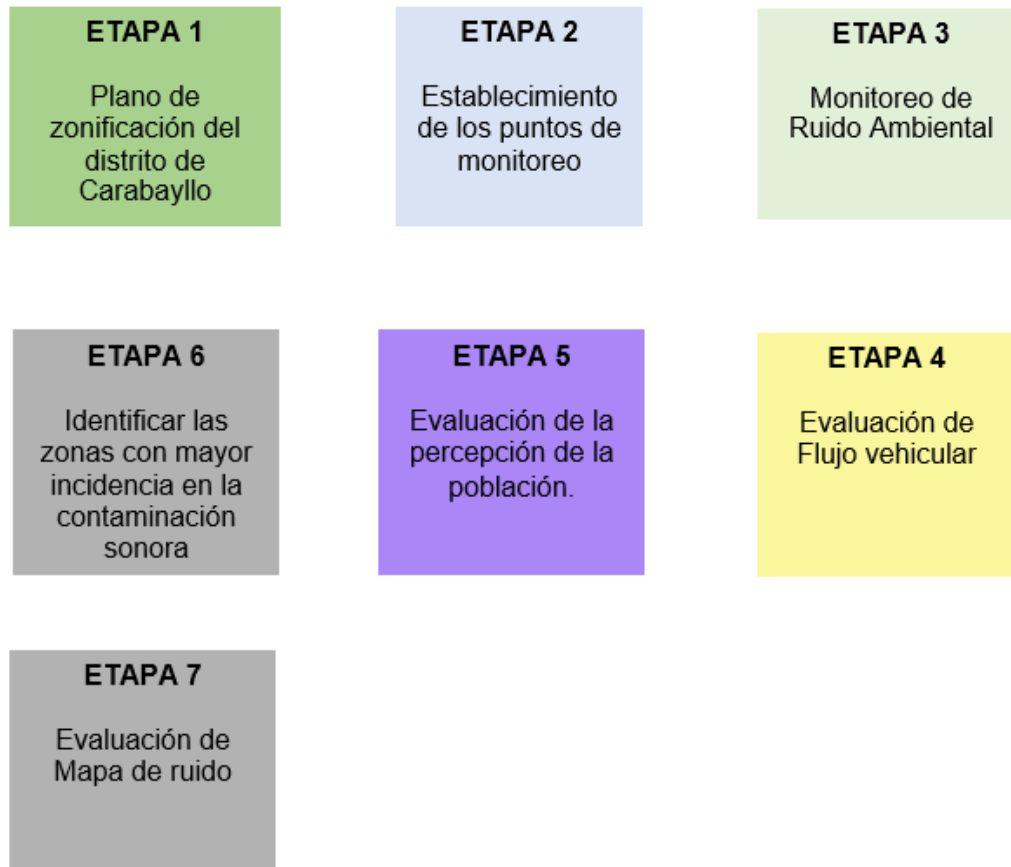 ETAPA 1
Plano de
zonificación del
distrito de
Carabayllo
ETAPA 2
Establecimiento
de los puntos de
monitoreo
ETAPA 3
Monitoreo de
Ruido Ambiental
ETAPA 6
Identificar las
zonas con mayor
incidencia en la
contaminación
sonora
ETAPA 5
Evaluación de la
percepción de la
población.
ETAPA 4
Evaluación de
Flujo vehicular
ETAPA 7
Evaluación de
Mapa de ruido